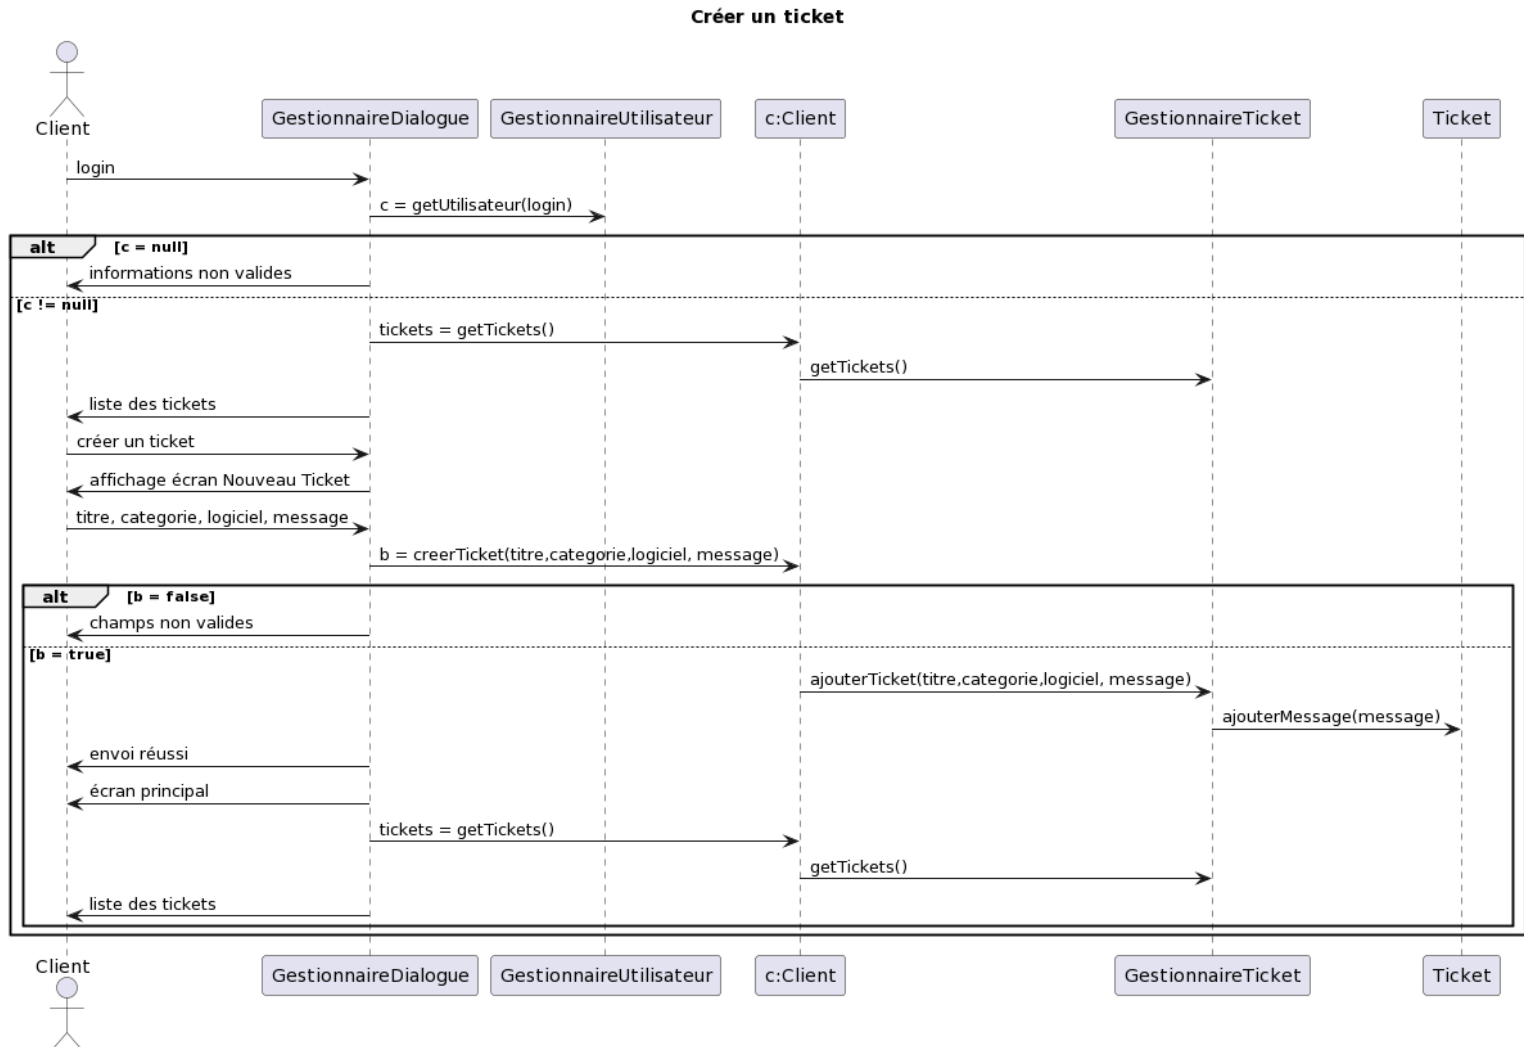 Créer un ticket
Client
GestionnaireDialogue
GestionnaireUtilisateur
c:Client
GestionnaireTicket
Ticket
login
c = getUtilisateur(login)
alt [c = null]
informations non valides
[c != null]
tickets = getTickets()
getTickets()
liste des tickets
créer un ticket
affichage écran Nouveau Ticket
titre, categorie, logiciel, message
b = creerTicket(titre,categorie,logiciel, message)
alt [b = false]
champs non valides
[b = true]
ajouterTicket(titre,categorie,logiciel, message)
ajouterMessage(message)
envoi réussi
écran principal
tickets = getTickets()
getTickets()
liste des tickets
Client
GestionnaireDialogue
GestionnaireUtilisateur
c:Client
GestionnaireTicket
Ticket